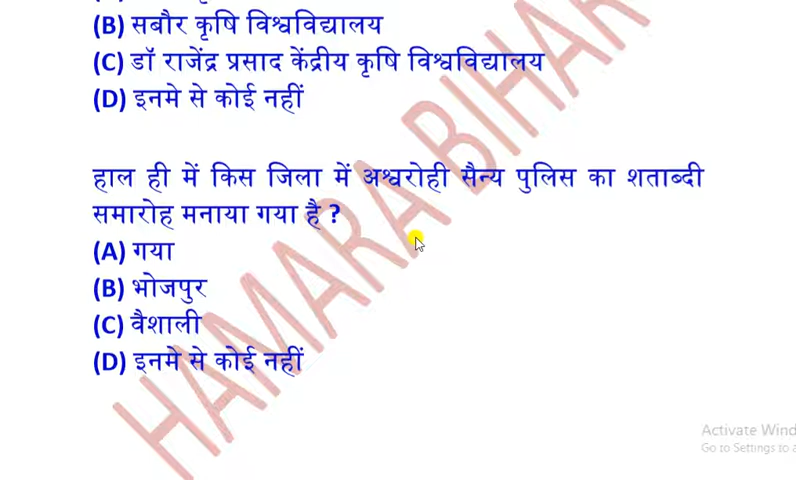 (B) सबौर कृषि विश्वविद्यालय
(C) डॉ राजेंद्र प्रसाद केंद्रीय कृषि विश्वविद्यालय
(D) इनमे से कोई नहीं
हाल ही में किस जिला में अश्वरोही सैन्य पुलिस का शताब्दी
समारोह मनाया गया है ?
(A) गया
(B) भोजपुर
(C) वैशाली
(D) इनमे से कोई नहीं
HAMARA BIHAR
Activate Wind
Go to Settings to a